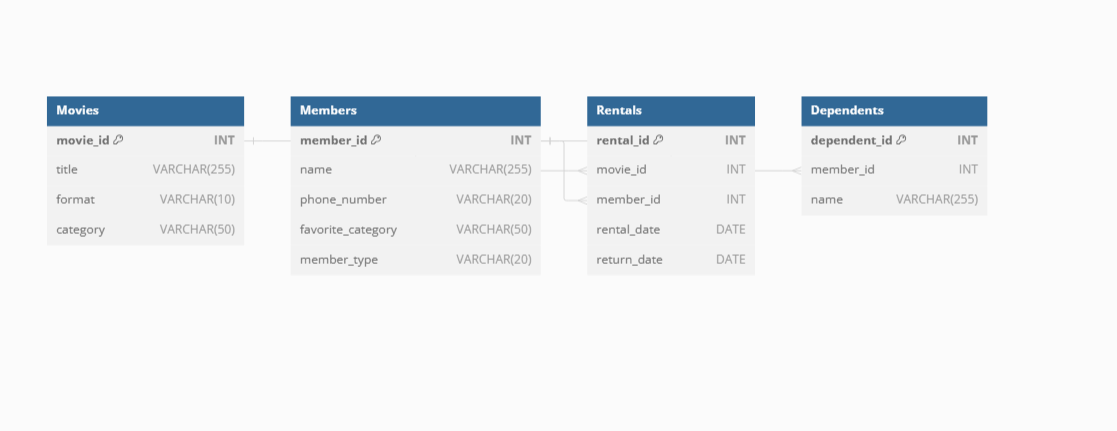 Movies
movie_id INT
title VARCHAR(255)
format VARCHAR(10)
category VARCHAR(50)
Members
member_id INT
name VARCHAR(255)
phone_number VARCHAR(20)
favorite_category VARCHAR(50)
member_type VARCHAR(20)
Rentals
rental_id INT
movie_id INT
member_id INT
rental_date DATE
return_date DATE
Dependents
dependent_id INT
member_id INT
name VARCHAR(255)